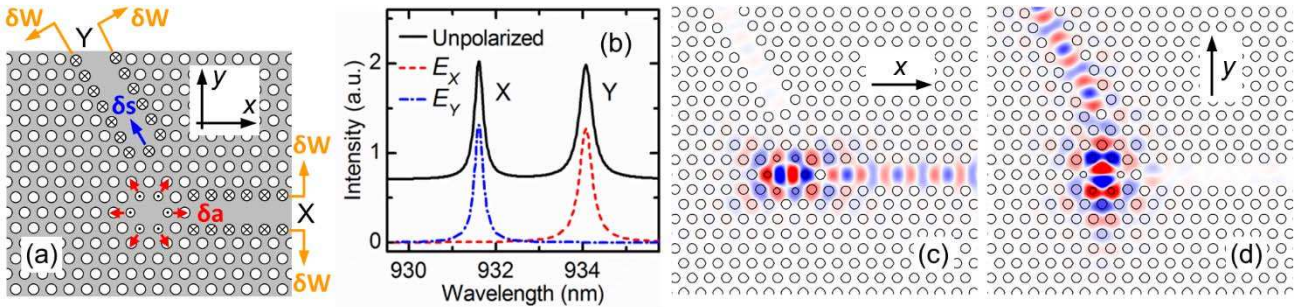 δW
δW
Y
y
x
δs
δW
δa
X
δW
(a)
Intensity (a.u.)
2
1
0
Unpolarized
E_X
E_Y
(b)
X
Y
930
932
934
Wavelength (nm)
x
(c)
y
(d)